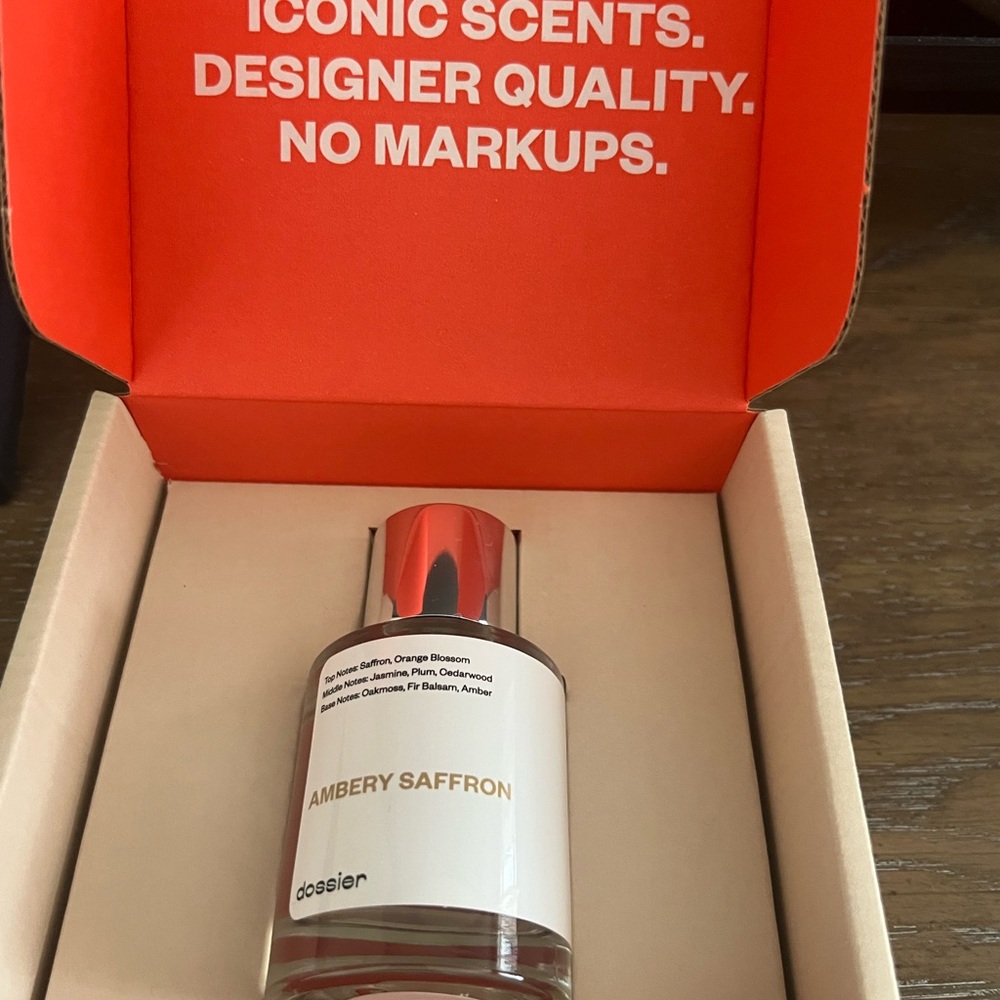 ICONIC SCENTS.
DESIGNER QUALITY.
NO MARKUPS.
Top Notes: Saffron, Orange Blossom
Middle Notes: Jasmine, Plum, Cedarwood
Base Notes: Oakmoss, Fir Balsam, Amber
AMBERY SAFFRON
dossier